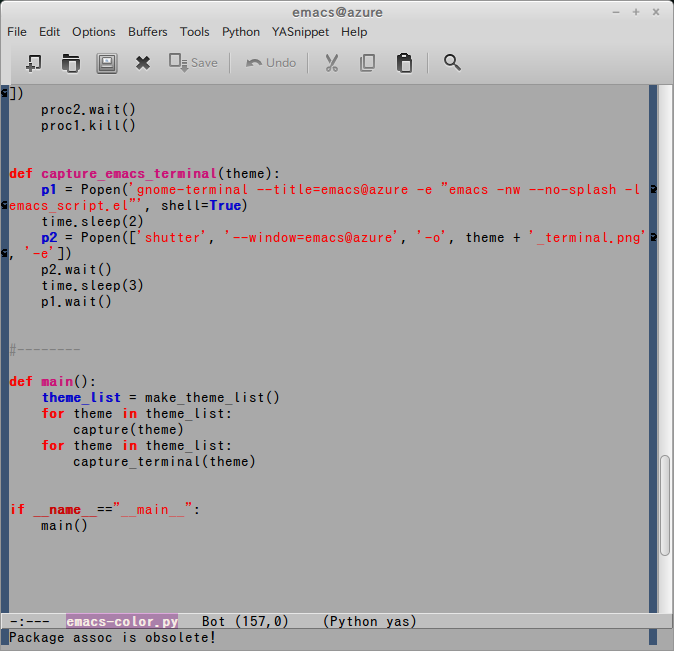 emacs@azure
File Edit Options Buffers Tools Python YASnippet Help
Save Undo
])
    proc2.wait()
    proc1.kill()
def capture_emacs_terminal(theme):
    p1 = Popen('gnome-terminal --title=emacs@azure -e "emacs -nw --no-splash -l
emacs_script.el"', shell=True)
    time.sleep(2)
    p2 = Popen(['shutter', '--window=emacs@azure', '-o', theme + '_terminal.png'
, '-e'])
    p2.wait()
    time.sleep(3)
    p1.wait()
#--------
def main():
    theme_list = make_theme_list()
    for theme in theme_list:
        capture(theme)
    for theme in theme_list:
        capture_terminal(theme)
if __name__=="__main__":
    main()
-:---  emacs-color.py   Bot (157,0)    (Python yas)
Package assoc is obsolete!